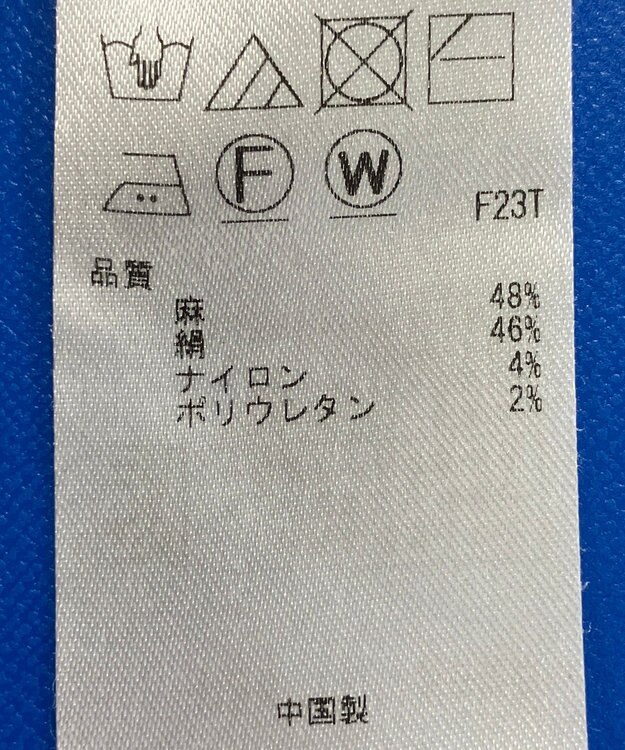 F W
F23T
品質
麻 48%
絹 46%
ナイロン 4%
ポリウレタン 2%
中国製